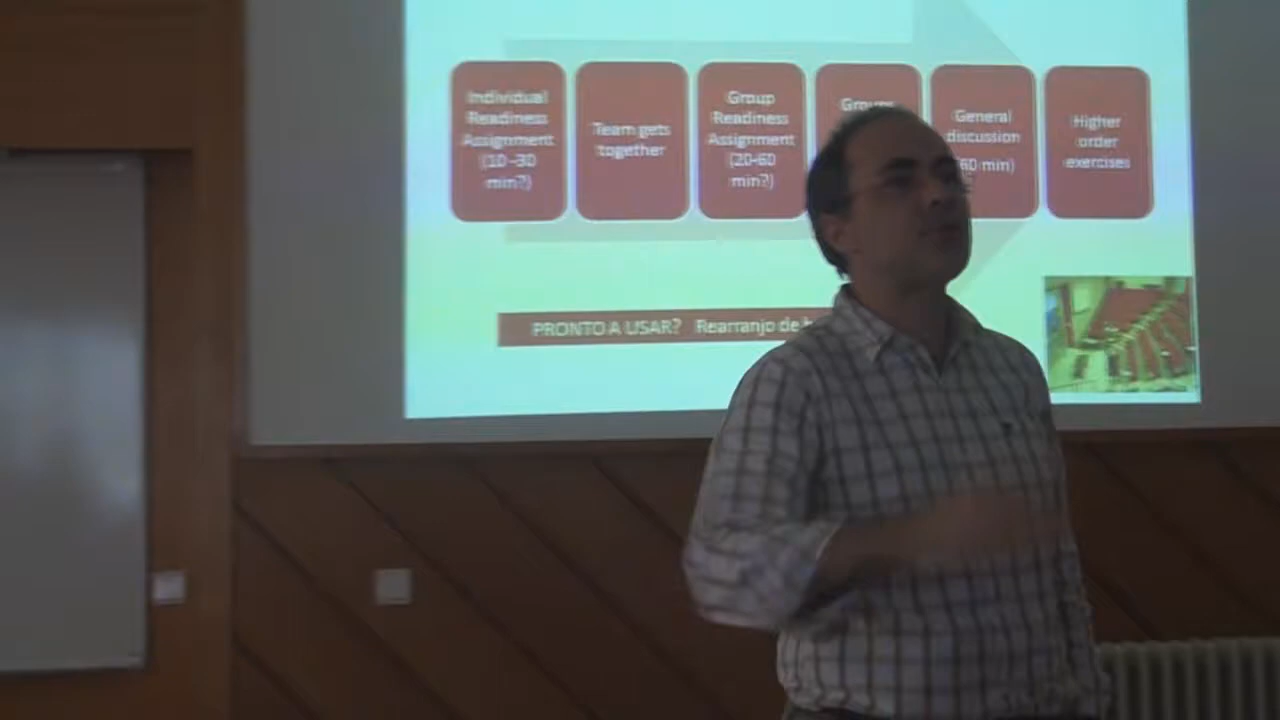 Individual
Readiness
Assignment
(10 -30
min?)
Team gets
together
Group
Readiness
Assignment
(20-60
min?)
General
discussion
60 min)
Higher
order
exercises
PRONTO A USAR? Rearranjo de